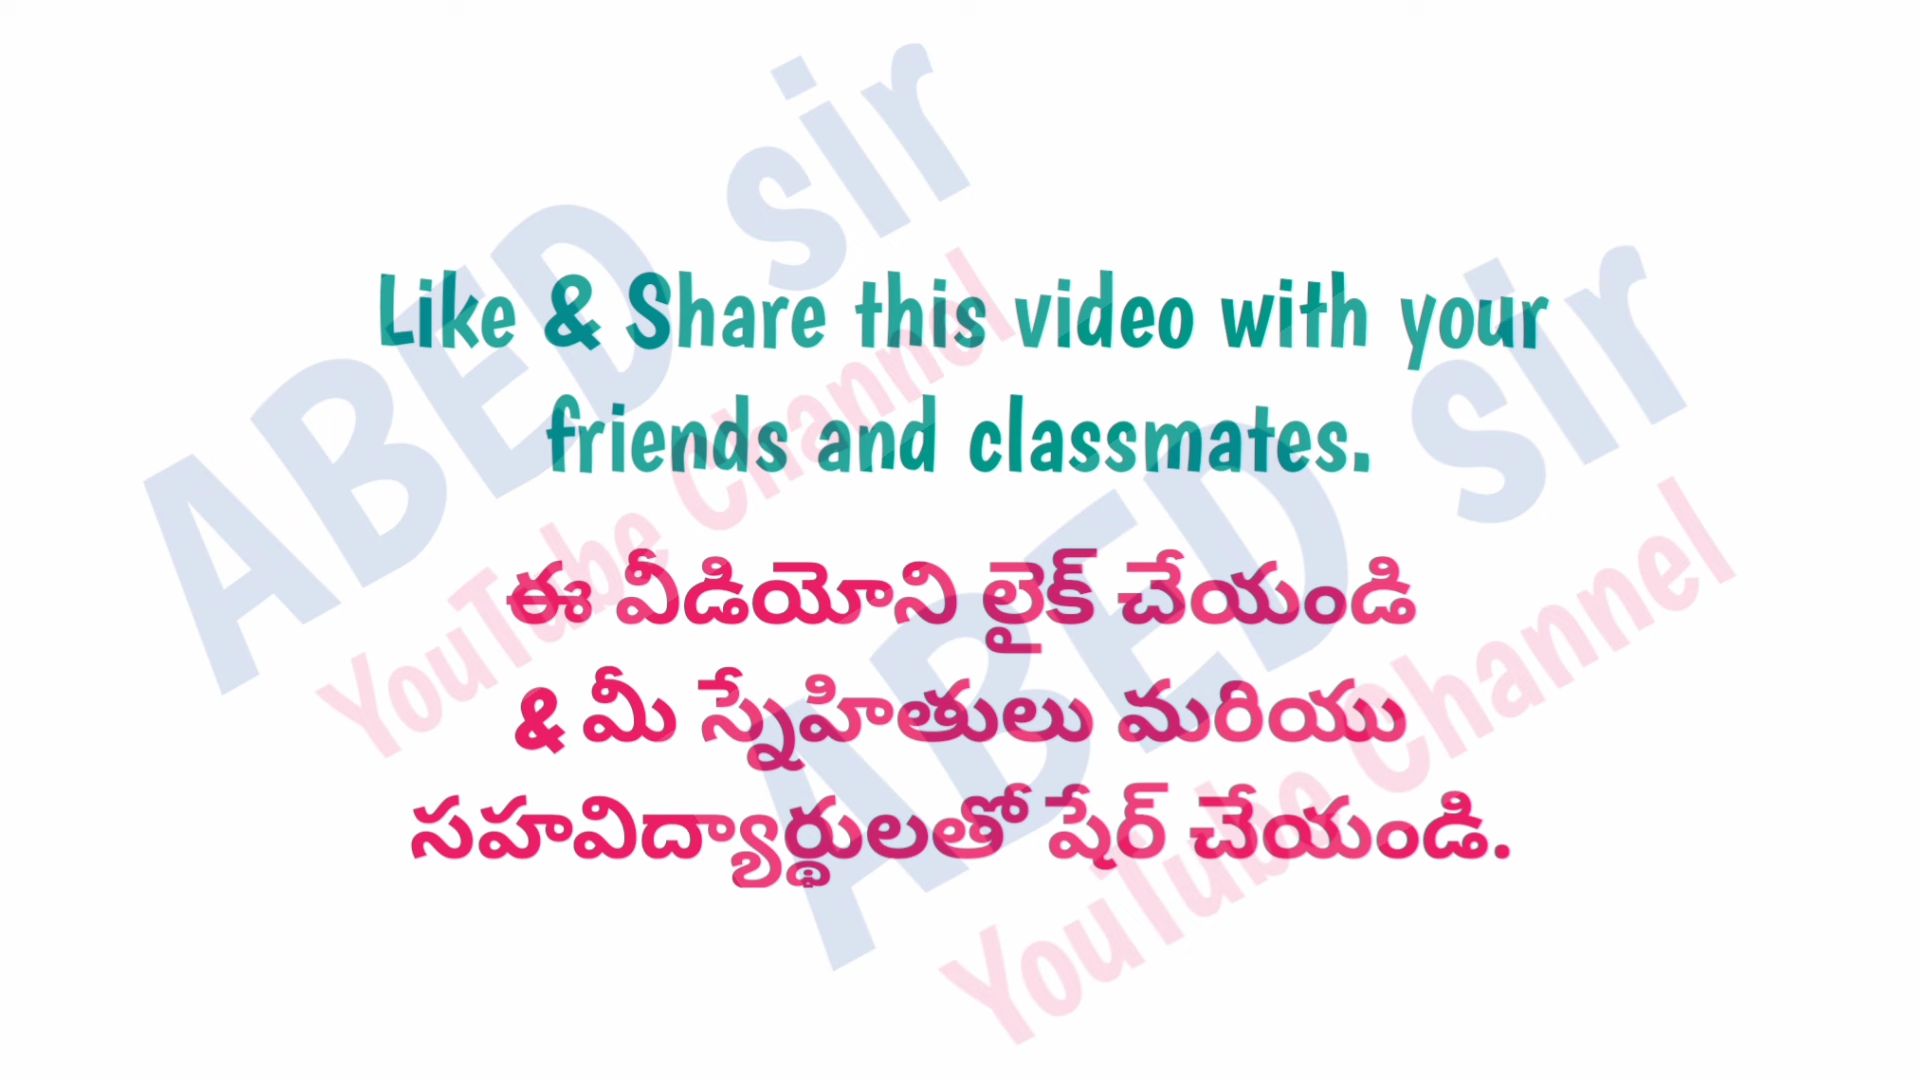 Like & Share this video with your
friends and classmates.
ఈ వీడియోని లైక్ చేయండి
& మీ స్నేహితులు మరియు
సహవిద్యార్థులతో షేర్ చేయండి.
ABED sir
YouTube Channel
ABED sir
YouTube Channel